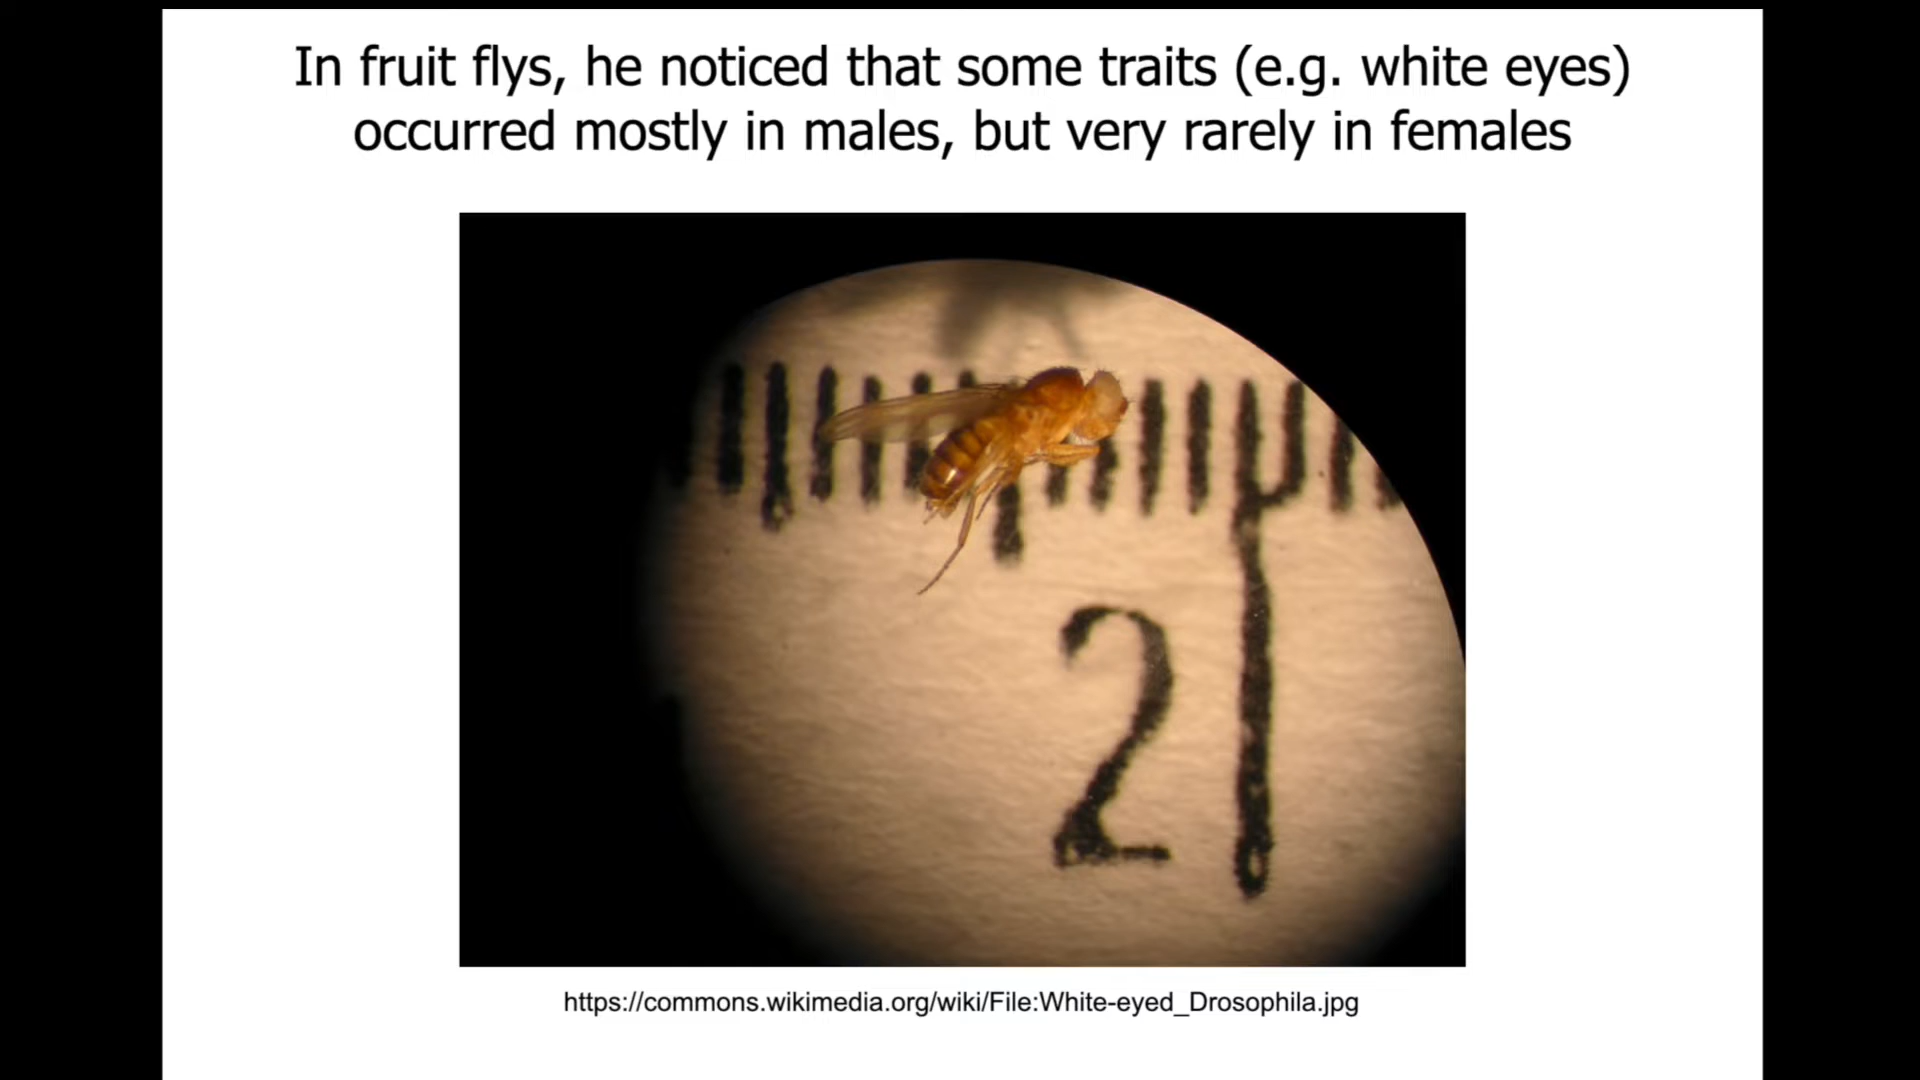 In fruit flys, he noticed that some traits (e.g. white eyes)
occurred mostly in males, but very rarely in females
2
https://commons.wikimedia.org/wiki/File:White-eyed_Drosophila.jpg